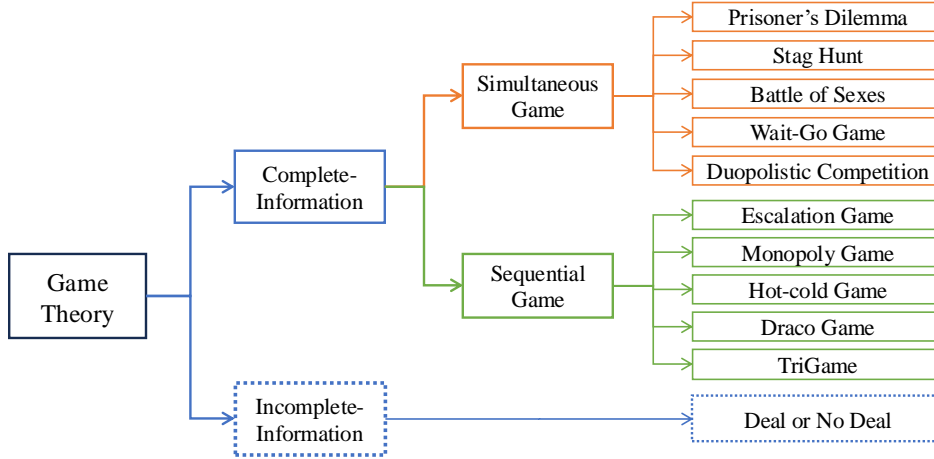 Prisoner's Dilemma
Stag Hunt
Battle of Sexes
Wait-Go Game
Duopolistic Competition
Simultaneous
Game
Complete-
Information
Escalation Game
Monopoly Game
Hot-cold Game
Draco Game
TriGame
Sequential
Game
Game
Theory
Incomplete-
Information
Deal or No Deal